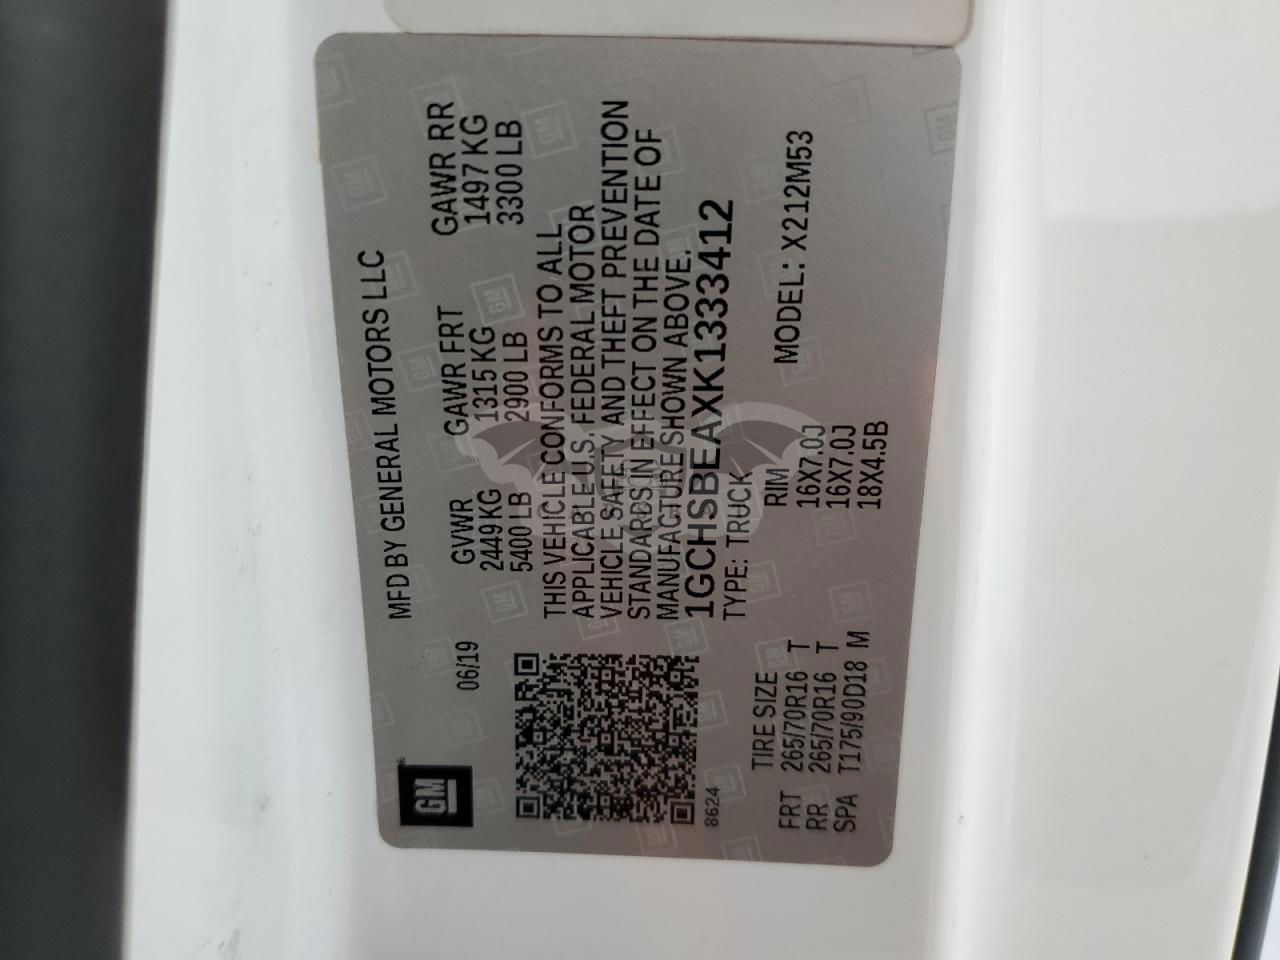 GM
06/19
MFD BY GENERAL MOTORS LLC
GVWR GAWR FRT GAWR RR
2449 KG 1315 KG 1497 KG
5400 LB 2900 LB 3300 LB
THIS VEHICLE CONFORMS TO ALL
APPLICABLE U.S. FEDERAL MOTOR
VEHICLE SAFETY AND THEFT PREVENTION
STANDARDS IN EFFECT ON THE DATE OF
MANUFACTURE SHOWN ABOVE.
1GCHSBEAXK1333412
8624 TYPE: TRUCK
TIRE SIZE RIM MODEL: X212M53
FRT 265/70R16 T 16X7.0J
RR 265/70R16 T 16X7.0J
SPA T175/90D18 M 18X4.5B